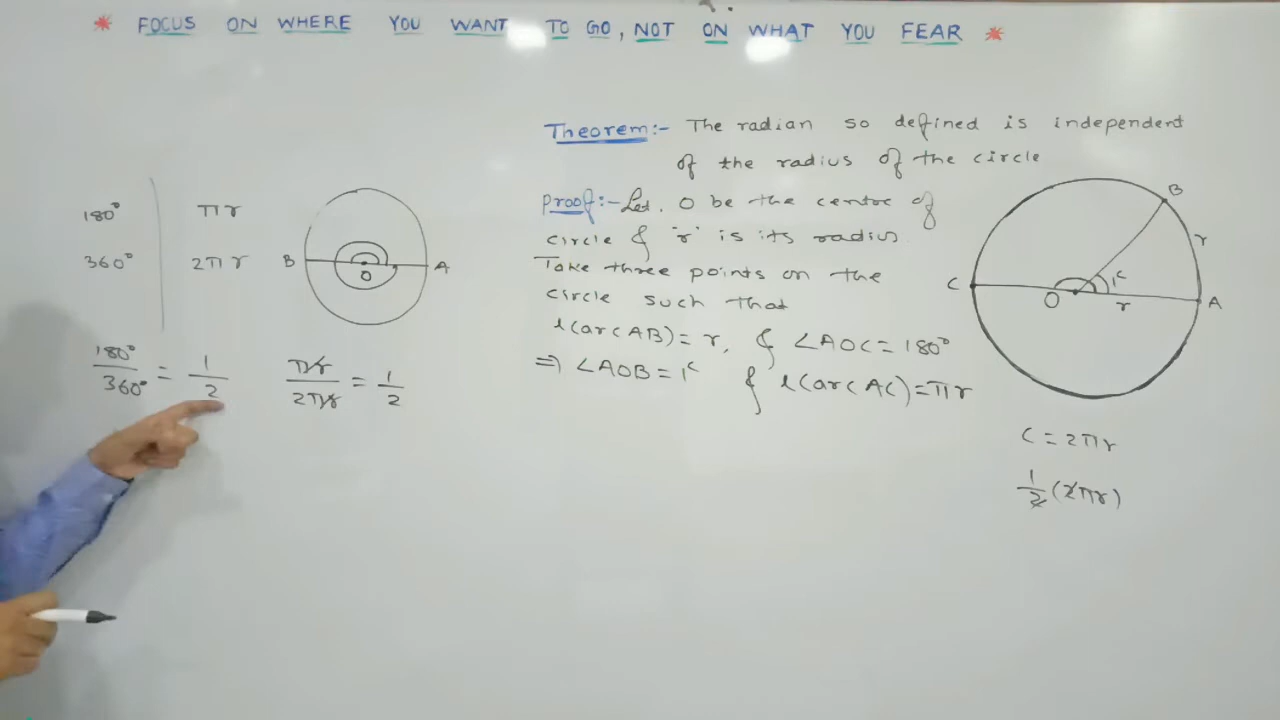 * FOCUS ON WHERE YOU WANT TO GO, NOT ON WHAT YOU FEAR *
Theorem:- The radian so defined is independent
of the radius of the circle
Proof:- Let. O be the centre of
circle & 'r' is its radius.
Take three points on the
circle such that
l(arc AB) = r, & ∠AOC = 180°
⇒ ∠AOB = 1ᶜ & l(arc AC) = πr
180° πr
360° 2πr
B O A
180°/360° = 1/2 πr/2πr = 1/2
B
r
C O 1ᶜ r A
C = 2πr
1/2 (2πr)